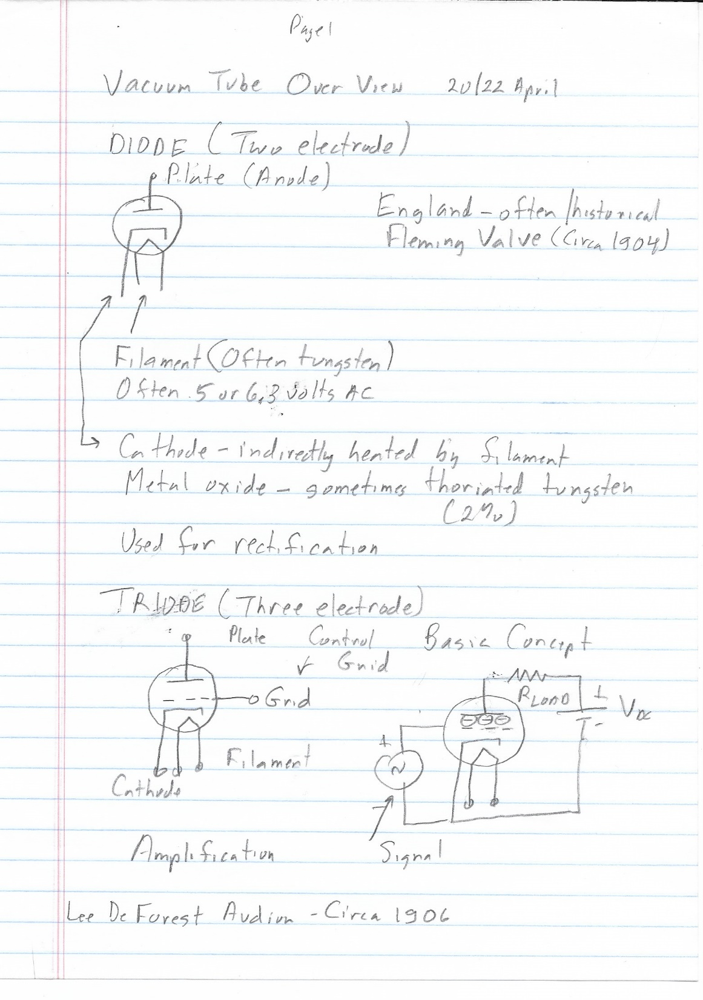 Page 1
Vacuum Tube Over View 20/22 April
DIODE (Two electrode)
Plate (Anode)
England - often/historical
Fleming Valve (Circa 1904)
Filament (Often tungsten)
Often 5 or 6.3 volts AC
Cathode - indirectly heated by filament
Metal oxide - sometimes thoriated tungsten
(2%)
Used for rectification
TRIODE (Three electrode)
Plate Control Basic Concept
Grid
Grid
RLOAD
+
VDC
-
+
Filament
Cathode
Amplification Signal
Lee De Forest Audion - Circa 1906